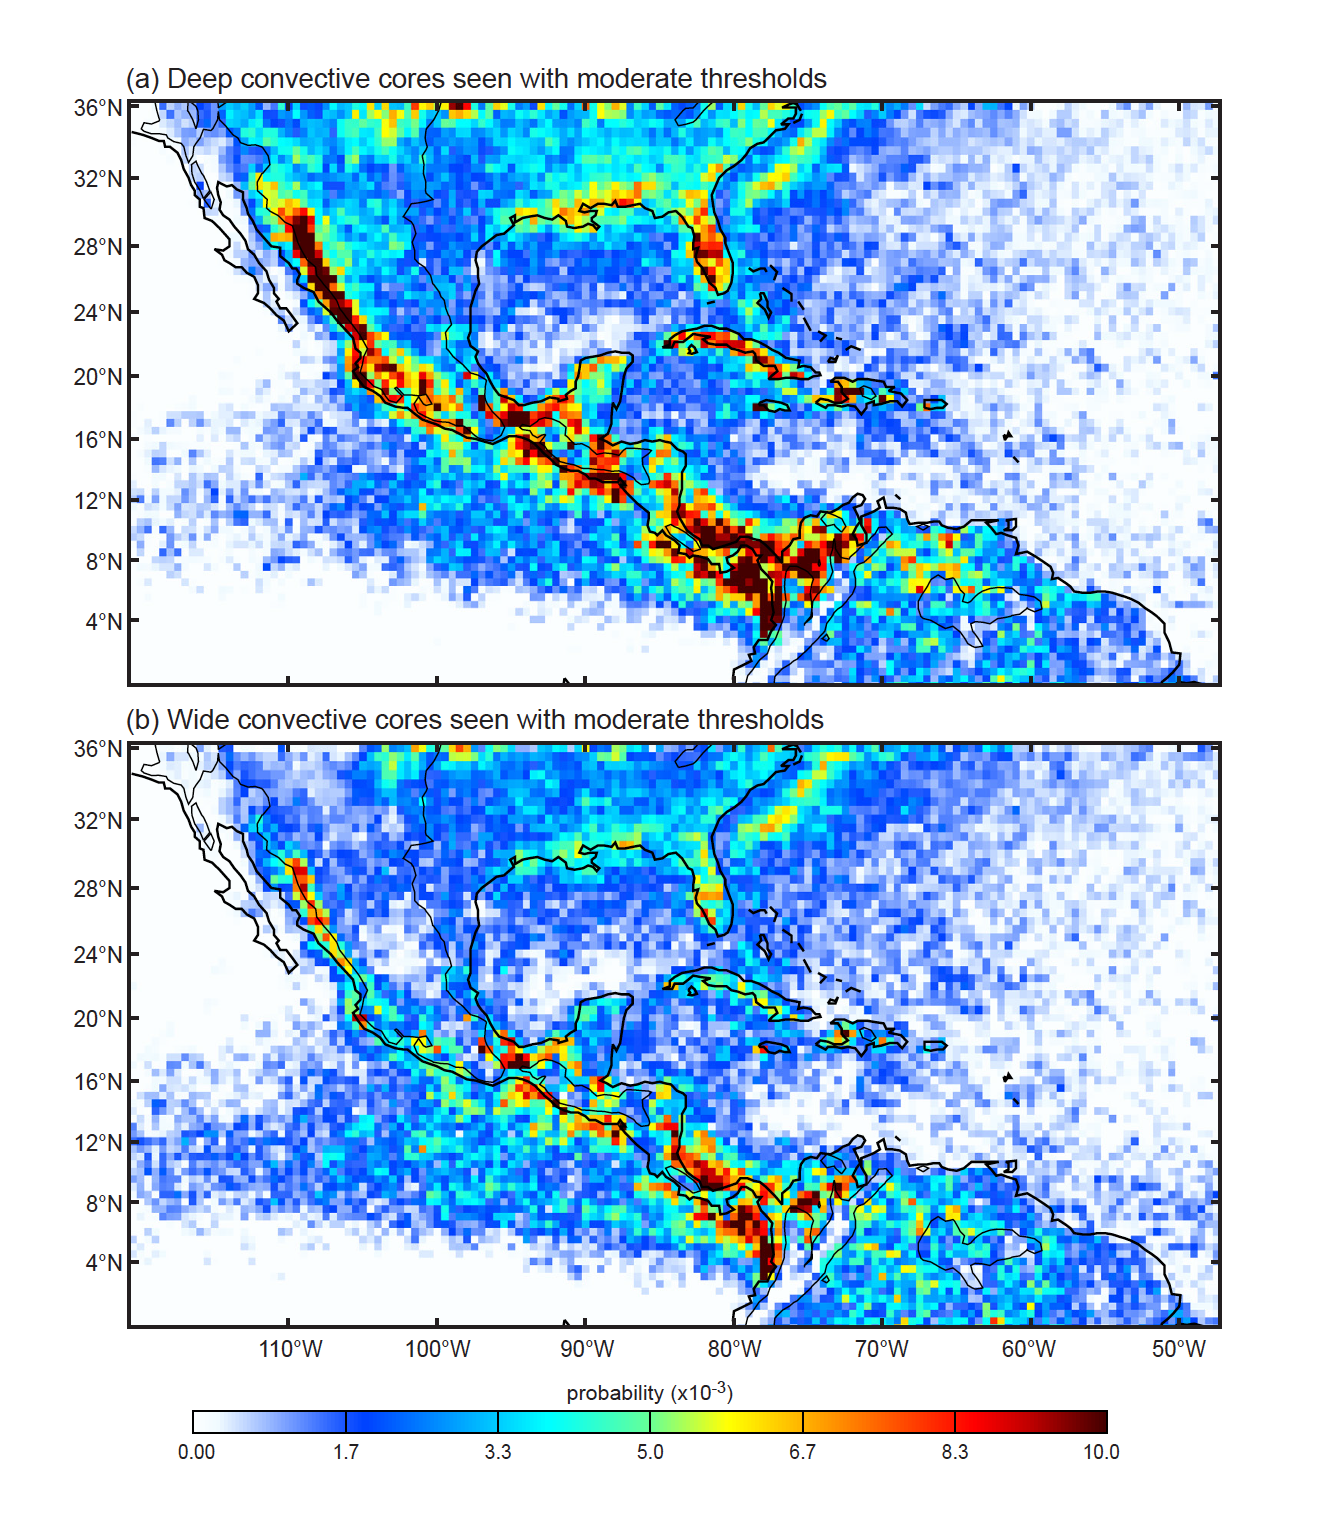 (a) Deep convective cores seen with moderate thresholds
36°N
32°N
28°N
24°N
20°N
16°N
12°N
8°N
4°N
(b) Wide convective cores seen with moderate thresholds
36°N
32°N
28°N
24°N
20°N
16°N
12°N
8°N
4°N
110°W 100°W 90°W 80°W 70°W 60°W 50°W
probability (x10⁻³)
0.00 1.7 3.3 5.0 6.7 8.3 10.0